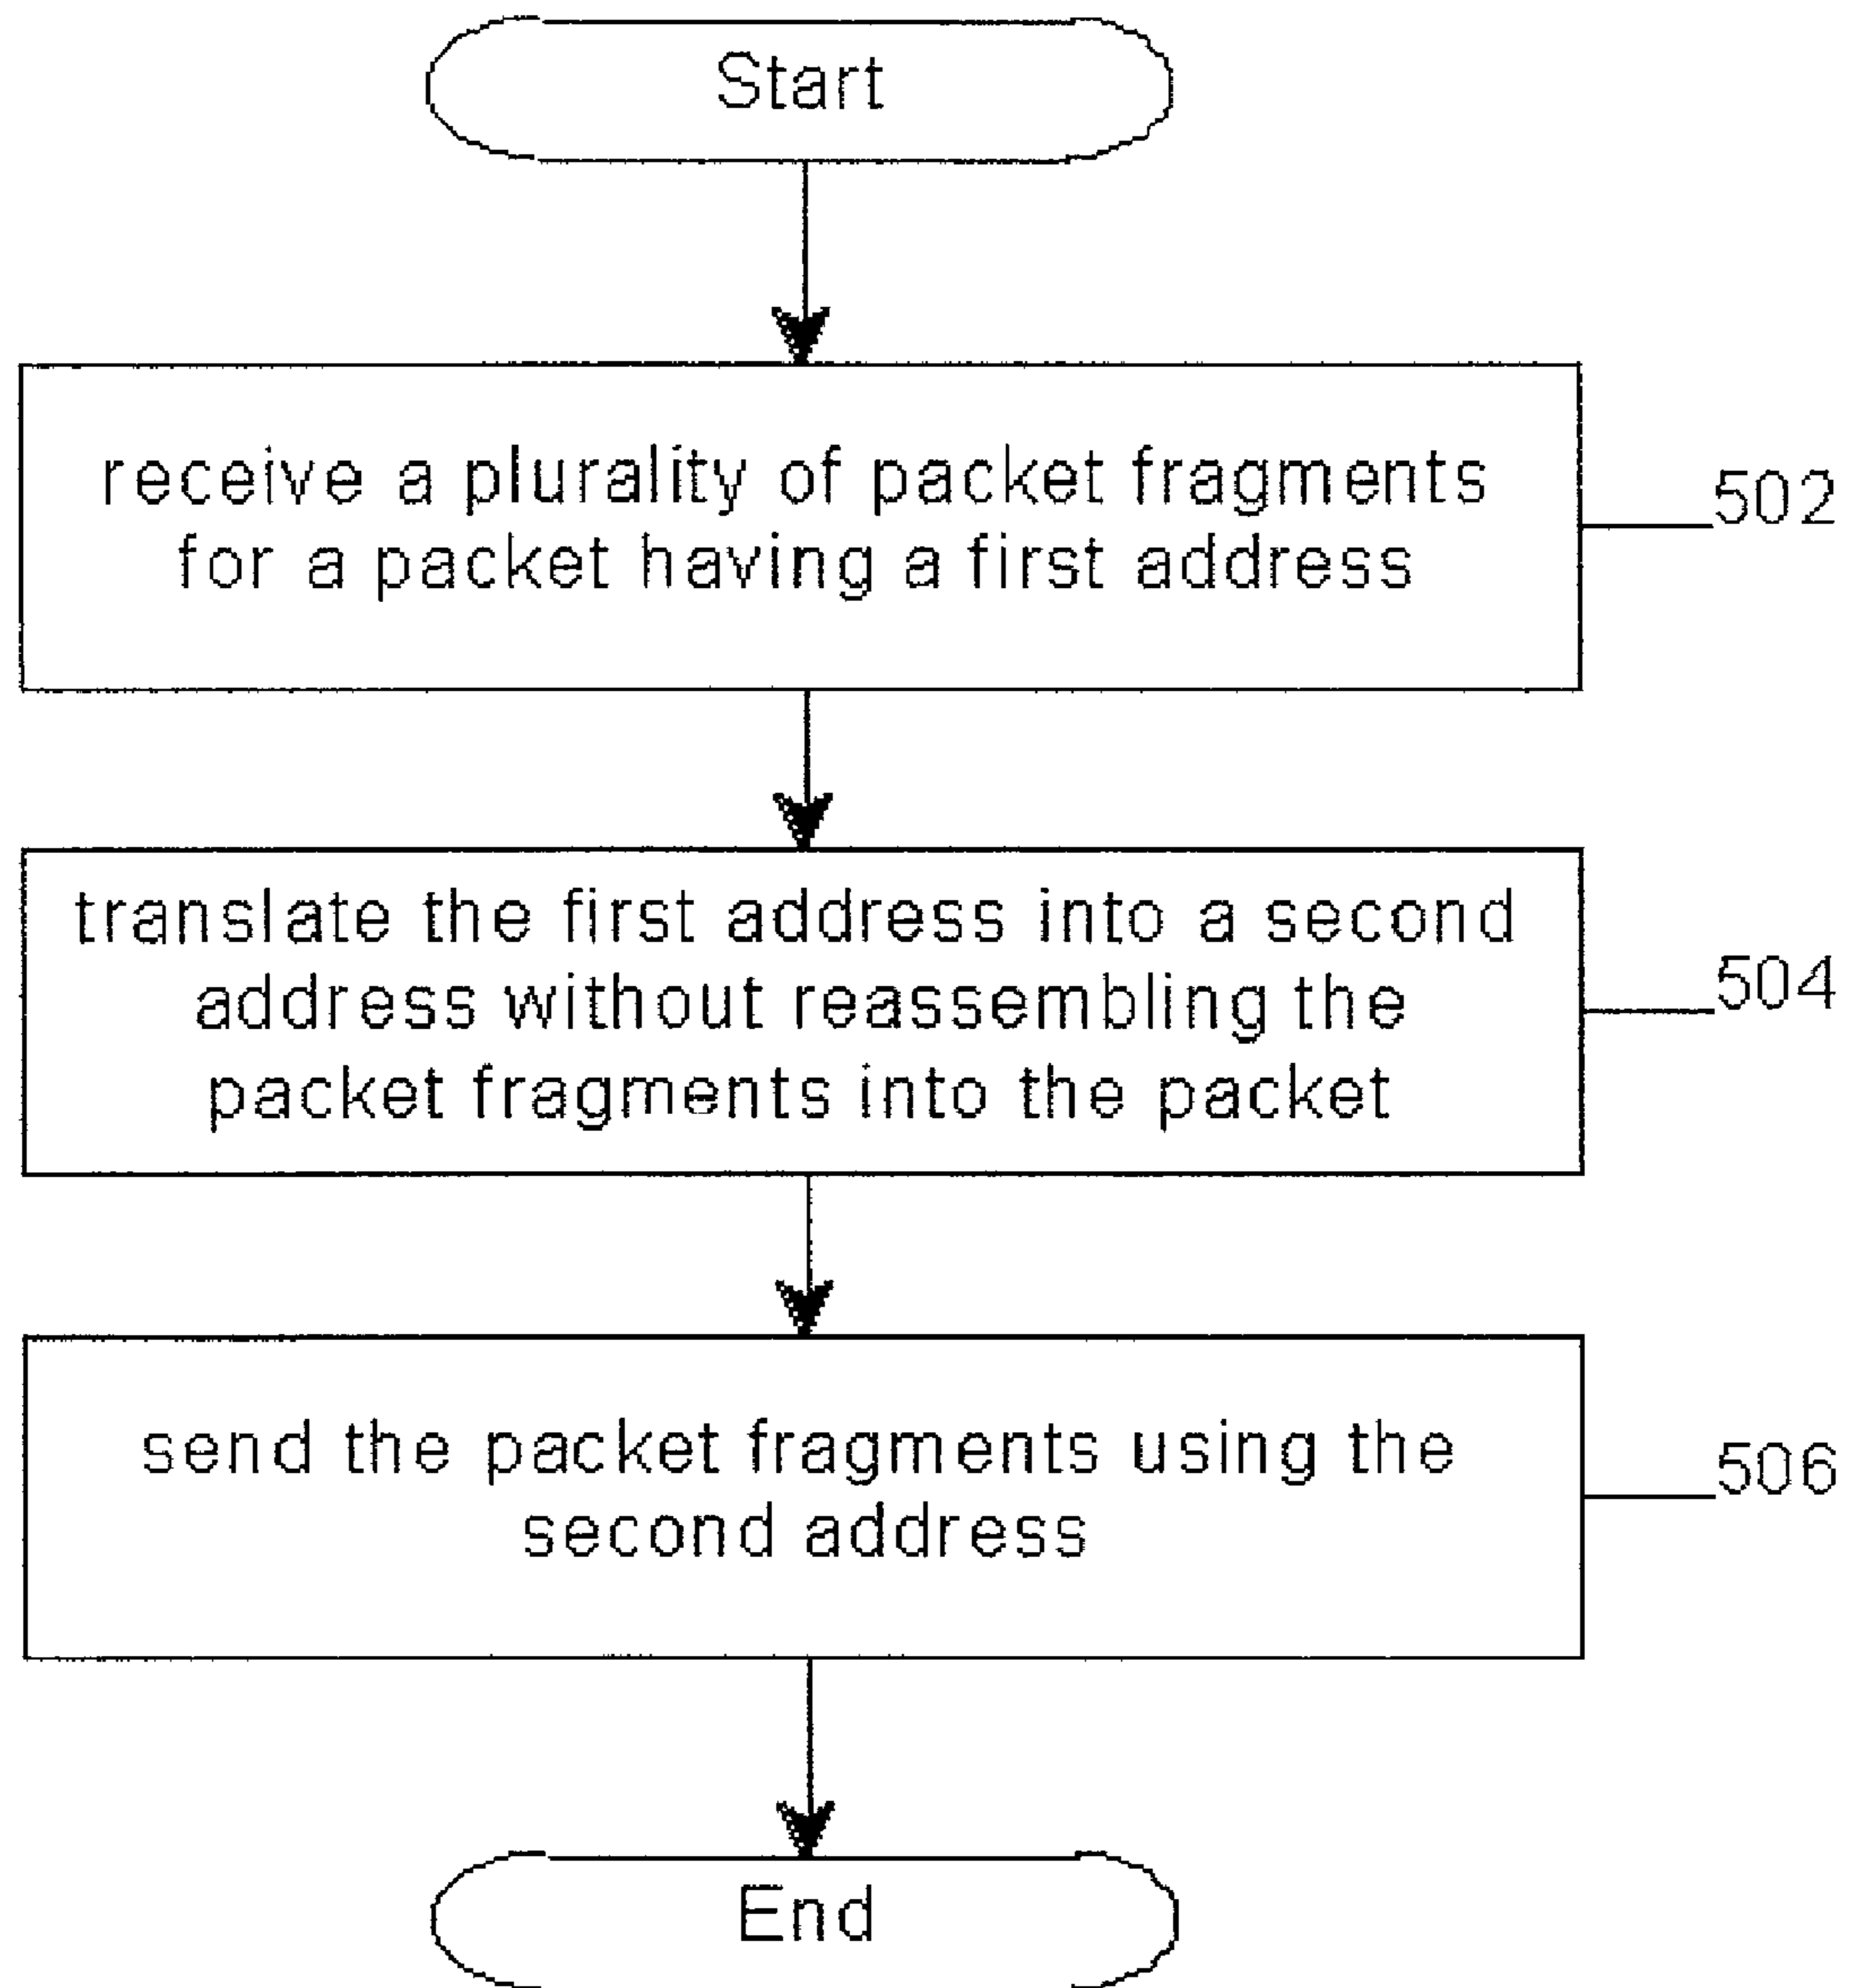 Start
receive a plurality of packet fragments
for a packet having a first address
502
translate the first address into a second
address without reassembling the
packet fragments into the packet
504
send the packet fragments using the
second address
506
End